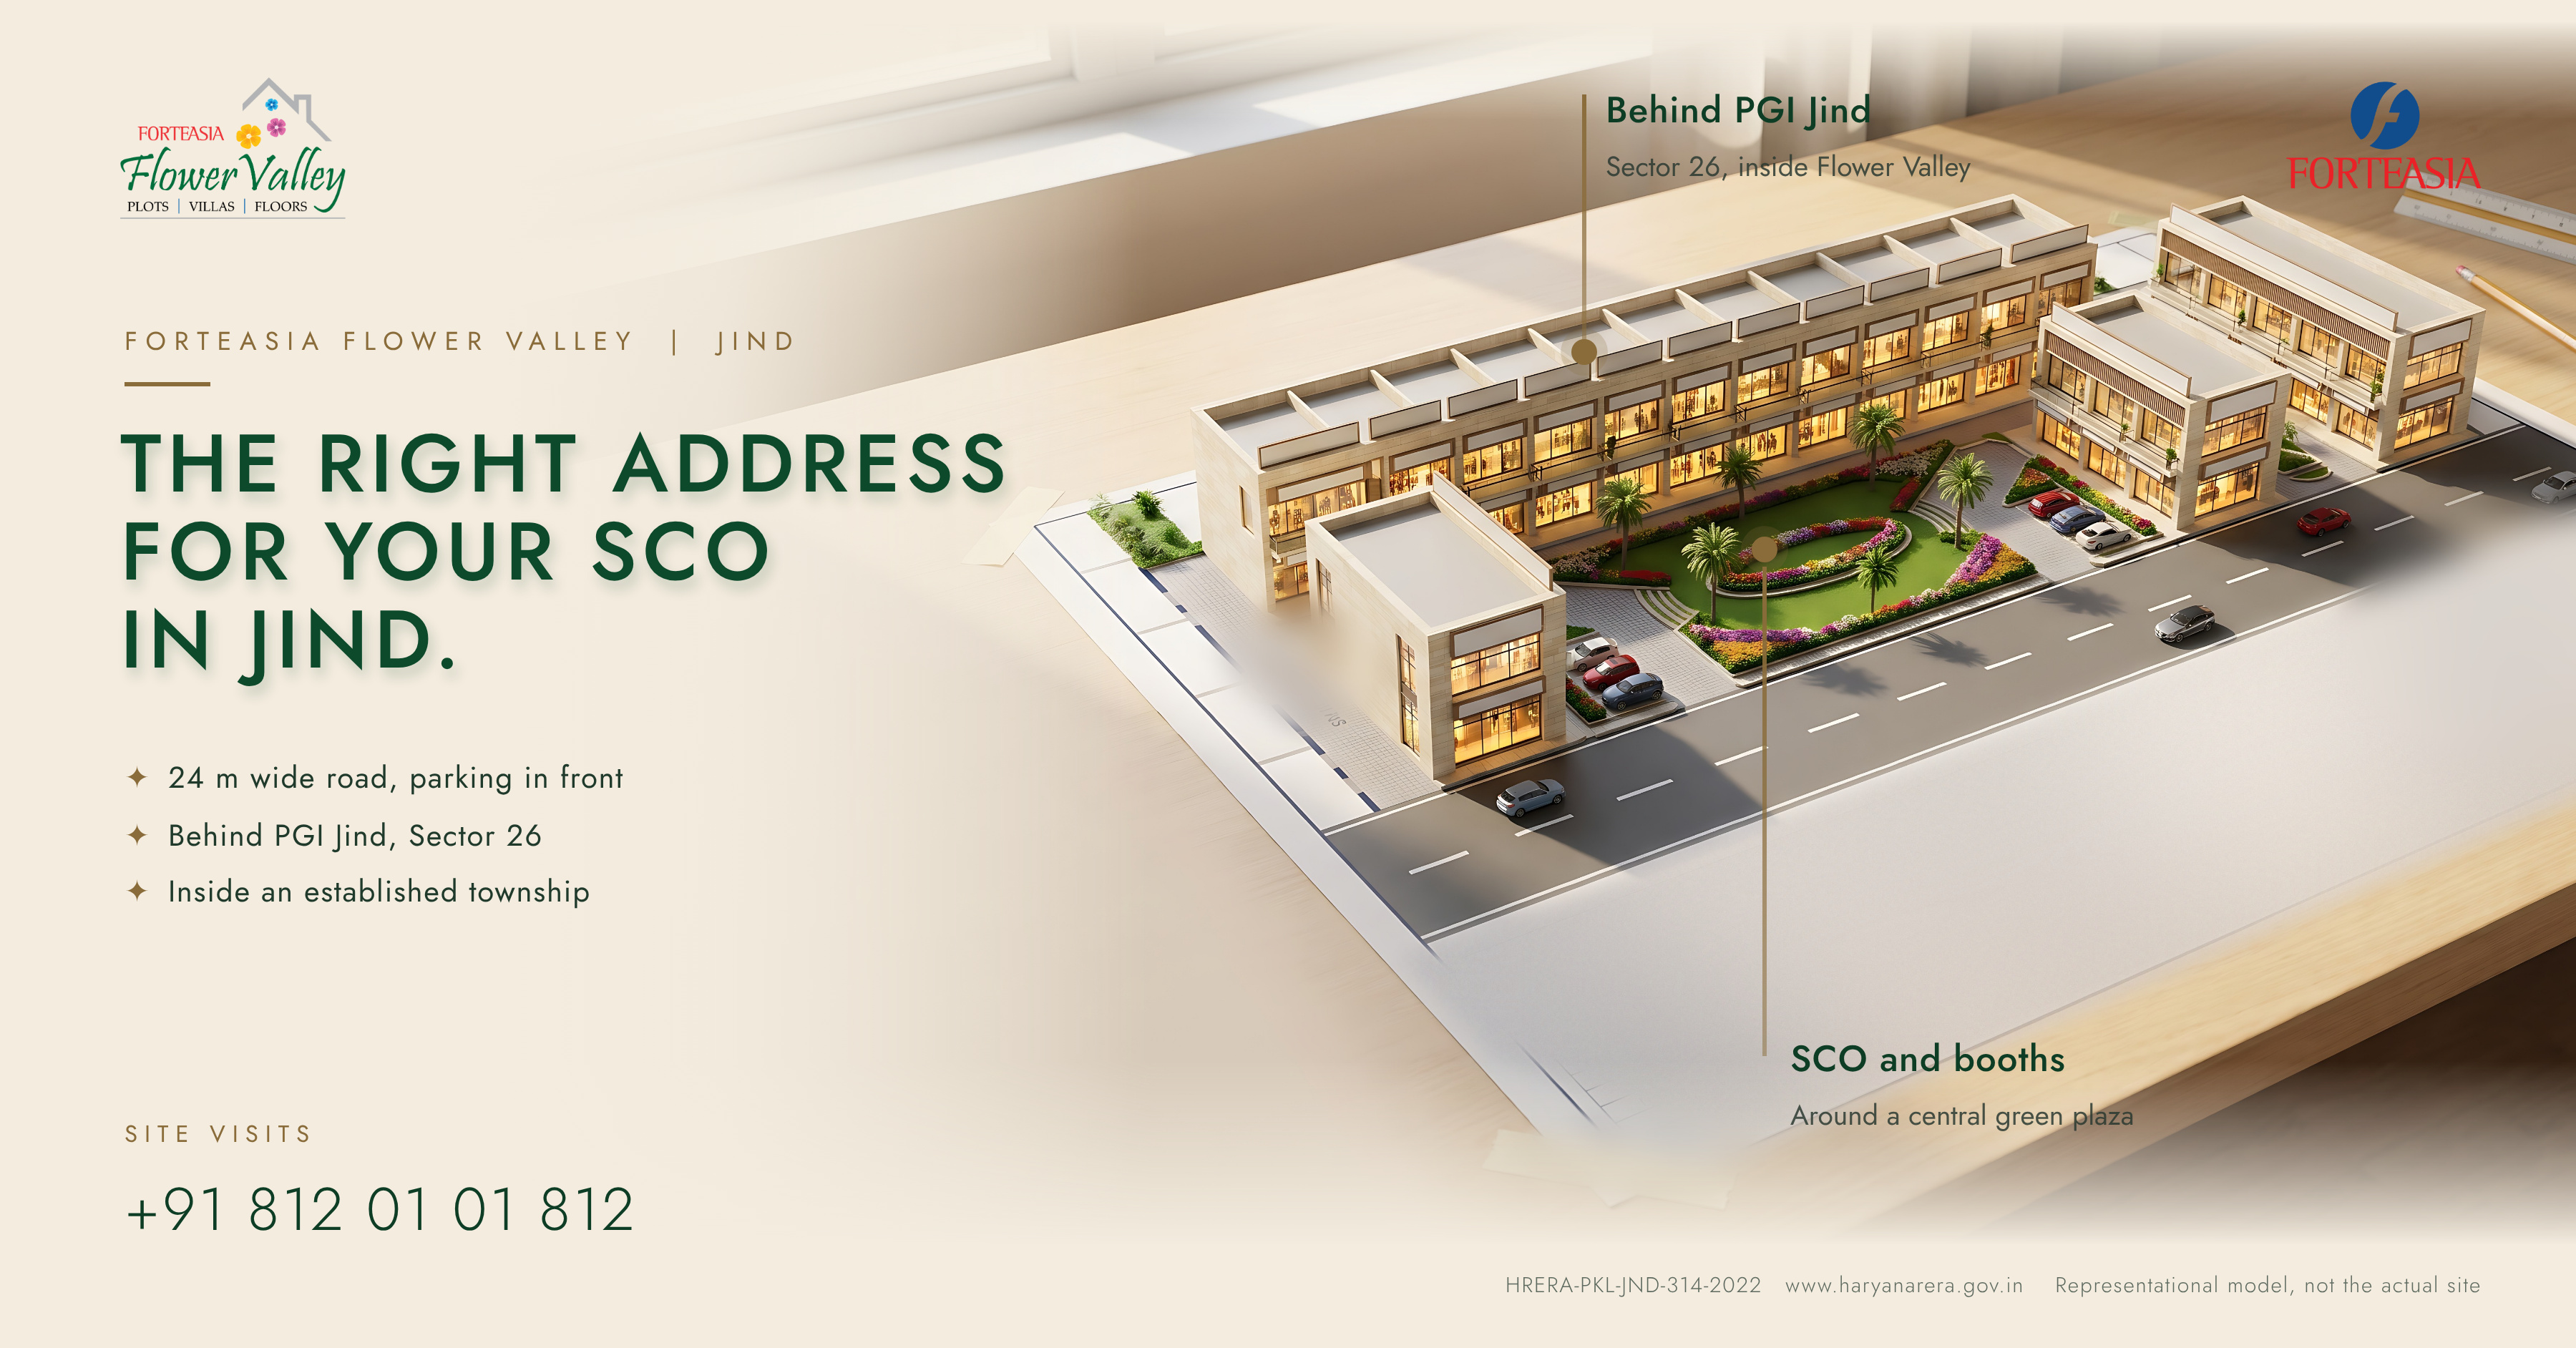 FORTEASIA
Flower Valley
PLOTS | VILLAS | FLOORS
FORTEASIA
FORTEASIA FLOWER VALLEY | JIND
THE RIGHT ADDRESS
FOR YOUR SCO
IN JIND.
24 m wide road, parking in front
Behind PGI Jind, Sector 26
Inside an established township
SITE VISITS
+91 812 01 01 812
Behind PGI Jind
Sector 26, inside Flower Valley
SCO and booths
Around a central green plaza
HRERA-PKL-JND-314-2022 www.haryanarera.gov.in Representational model, not the actual site